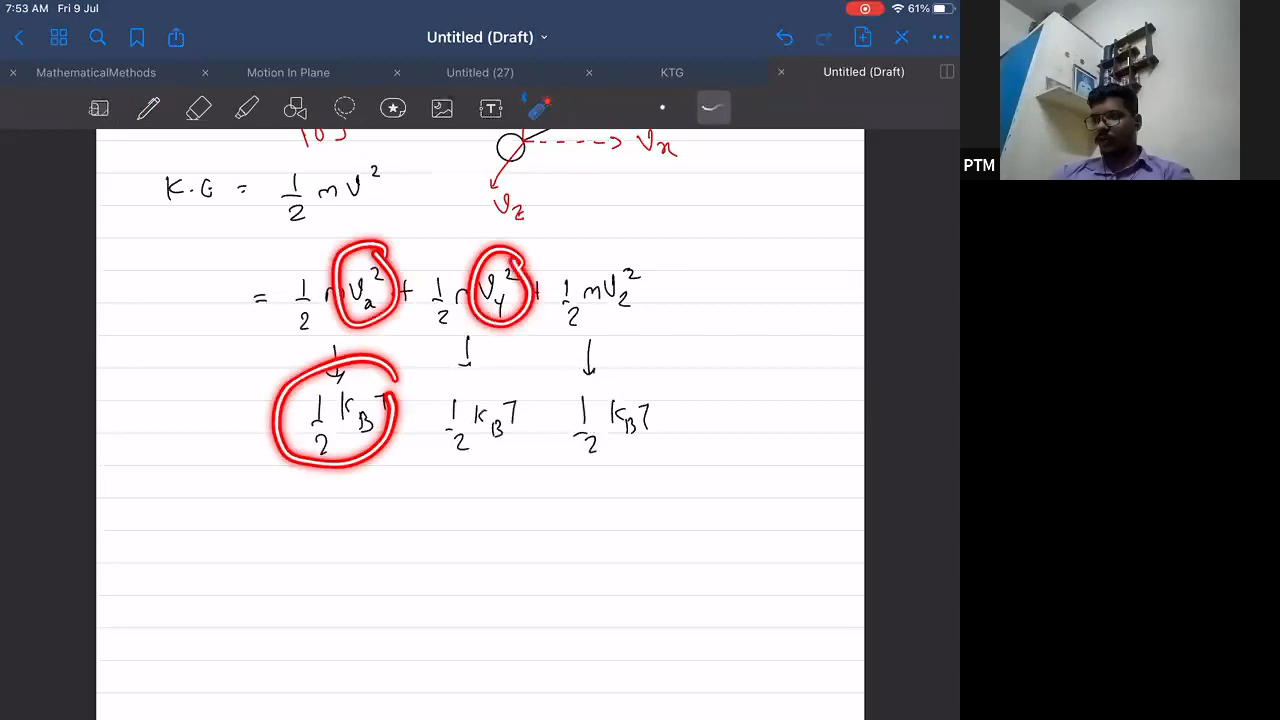 7:53 AM Fri 9 Jul
61%
Untitled (Draft)
MathematicalMethods
Motion In Plane
Untitled (27)
KTG
Untitled (Draft)
PTM
Vx
K.E = 1/2 mV²
Vz
= 1/2 mVx² + 1/2 mVy² + 1/2 mVz²
1/2 KBT 1/2 KBT 1/2 KBT